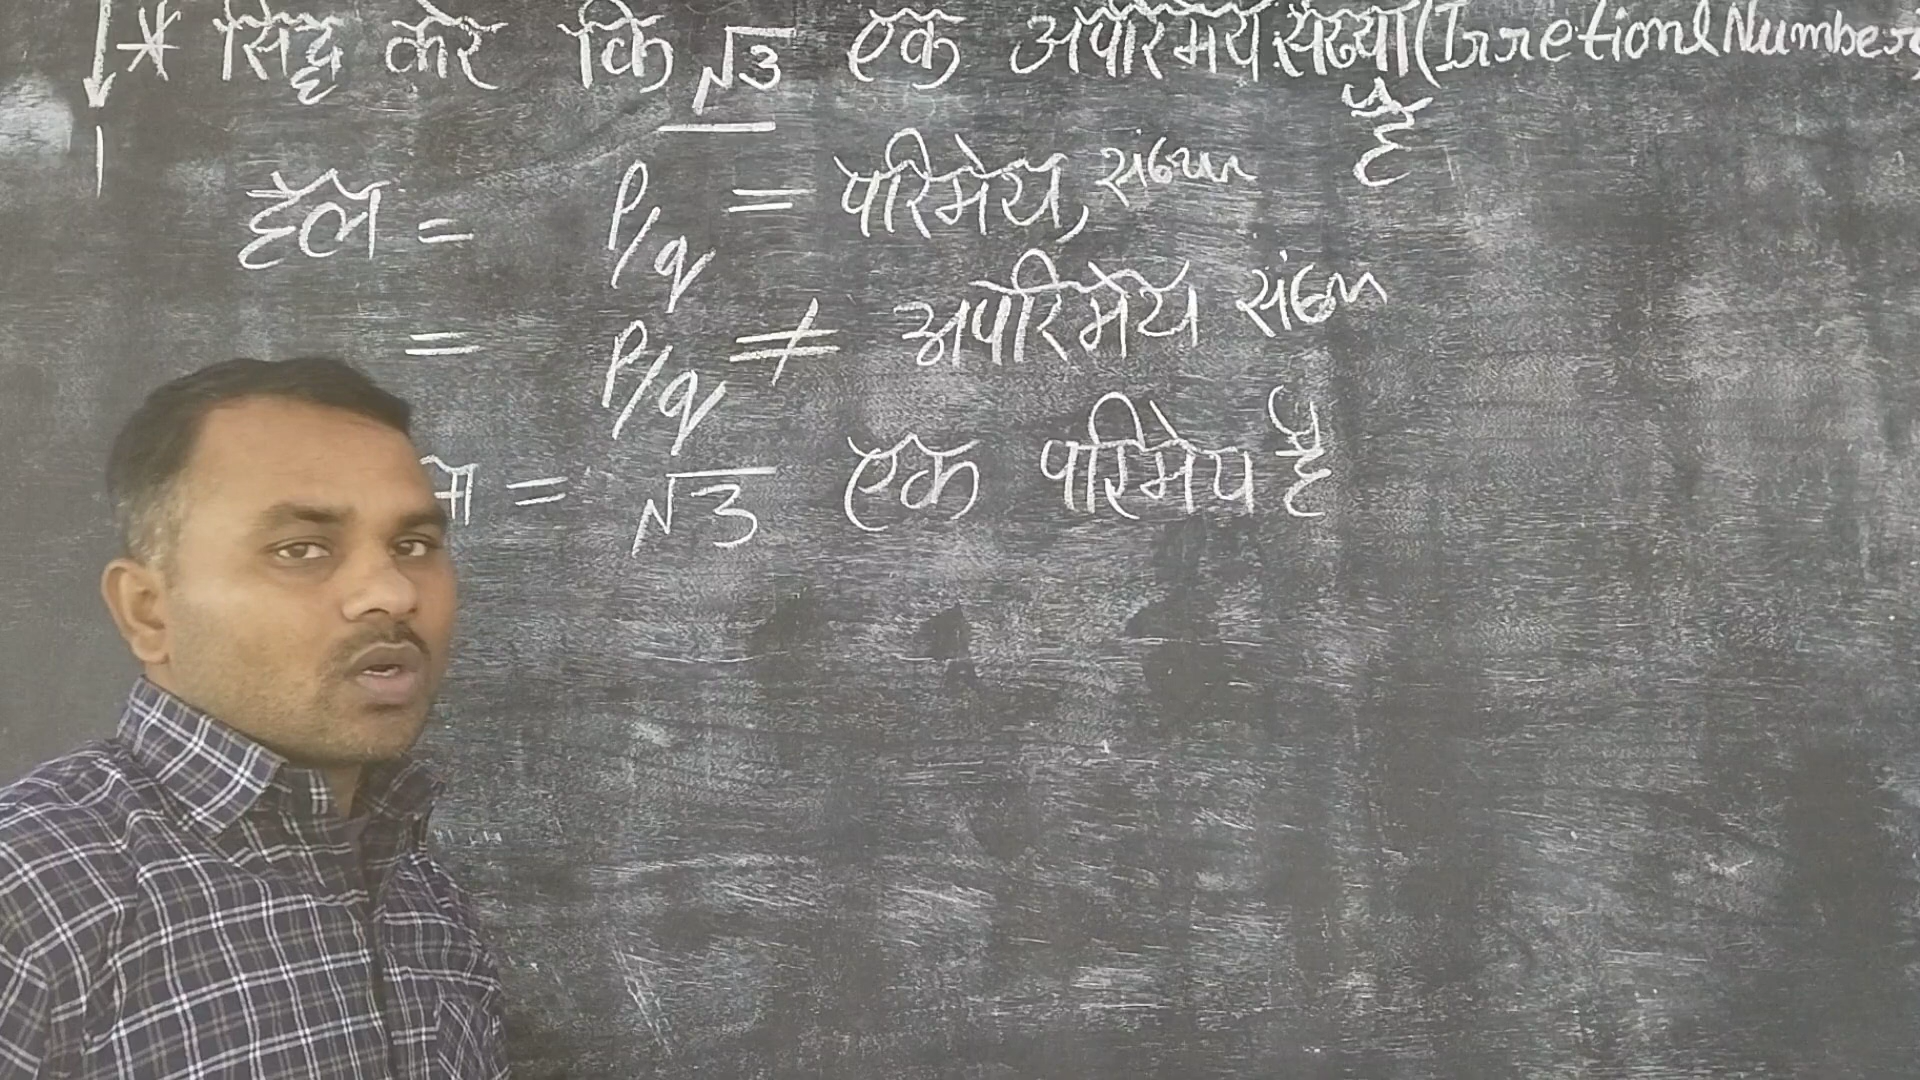 * सिद्ध करे कि √3 एक अपरिमेय संख्या (Irretionl Number)
है
हल = P/q = परिमेय, संख्या
= P/q ≠ अपरिमेय संख्या
= √3 एक परिमेय है